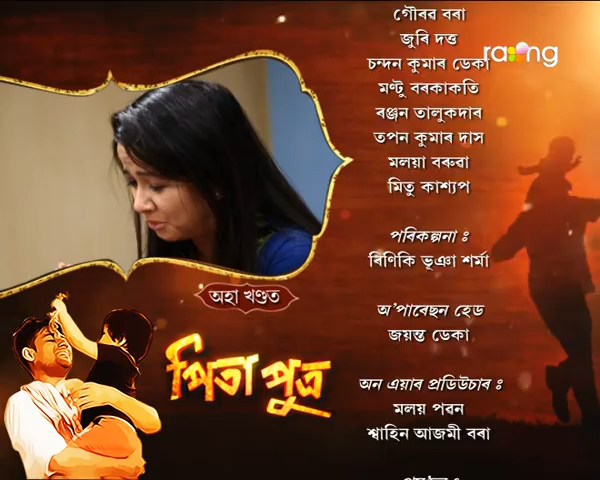 গৌৰৱ বৰা
জুৰি দত্ত
চন্দন কুমাৰ ডেকা
মণ্টু বৰকাকতি
ৰঞ্জন তালুকদাৰ
তপন কুমাৰ দাস
মলয়া বৰুৱা
মিতু কাশ্যপ
পৰিকল্পনা ঃ
ৰিণিকি ভূঞা শৰ্মা
অ'পাৰেছন হেড
জয়ন্ত ডেকা
অন এয়াৰ প্ৰডিউচাৰ ঃ
মলয় পৱন
শ্বাহিন আজমী বৰা
rang
অহা খণ্ডত
পিতা পুত্ৰ